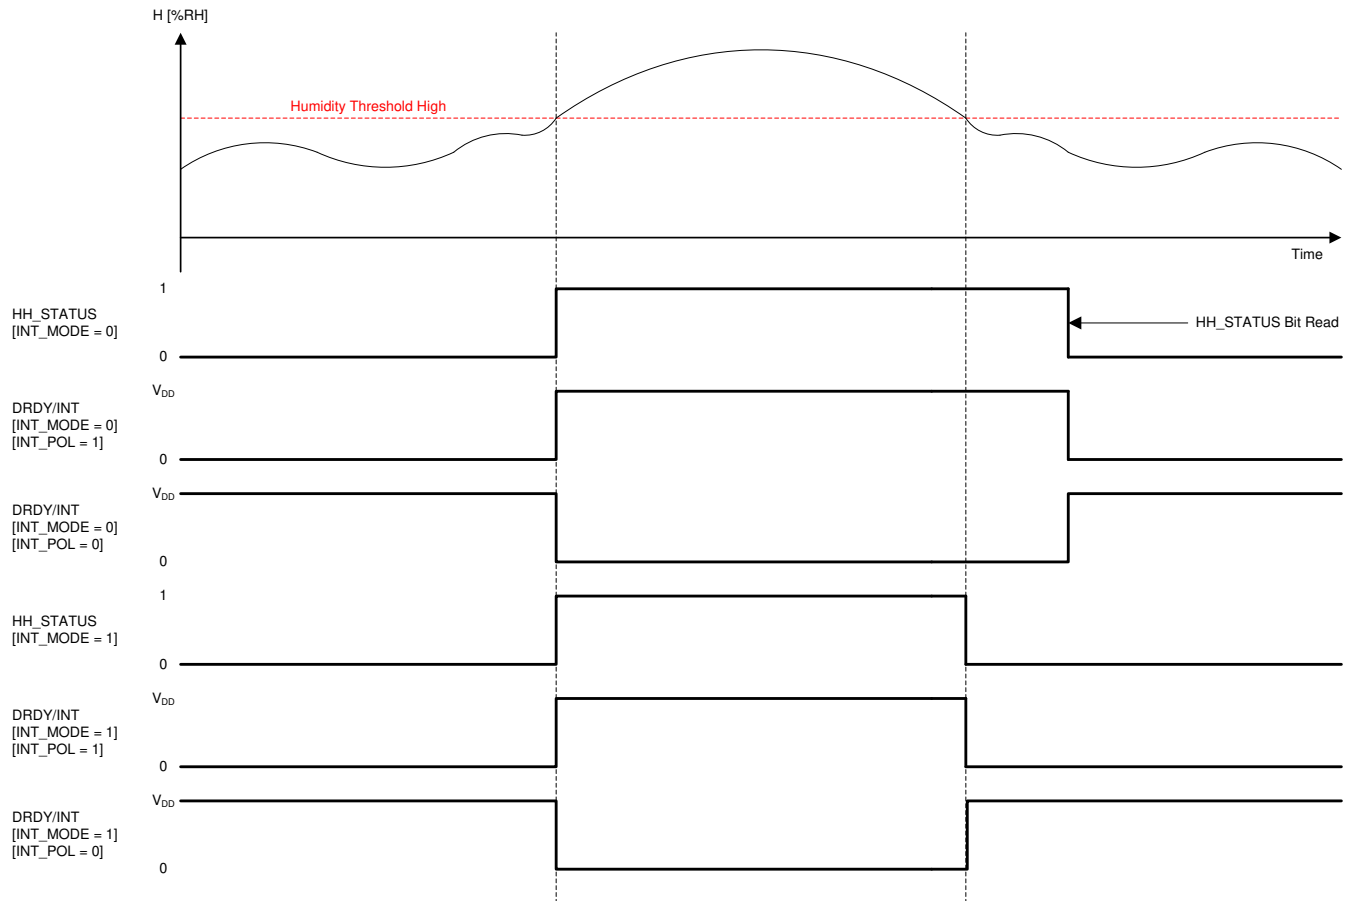 H [%RH]
Humidity Threshold High
Time
1
HH_STATUS
[INT_MODE = 0]
HH_STATUS Bit Read
0
VDD
DRDY/INT
[INT_MODE = 0]
[INT_POL = 1]
0
VDD
DRDY/INT
[INT_MODE = 0]
[INT_POL = 0]
0
1
HH_STATUS
[INT_MODE = 1]
0
VDD
DRDY/INT
[INT_MODE = 1]
[INT_POL = 1]
0
VDD
DRDY/INT
[INT_MODE = 1]
[INT_POL = 0]
0